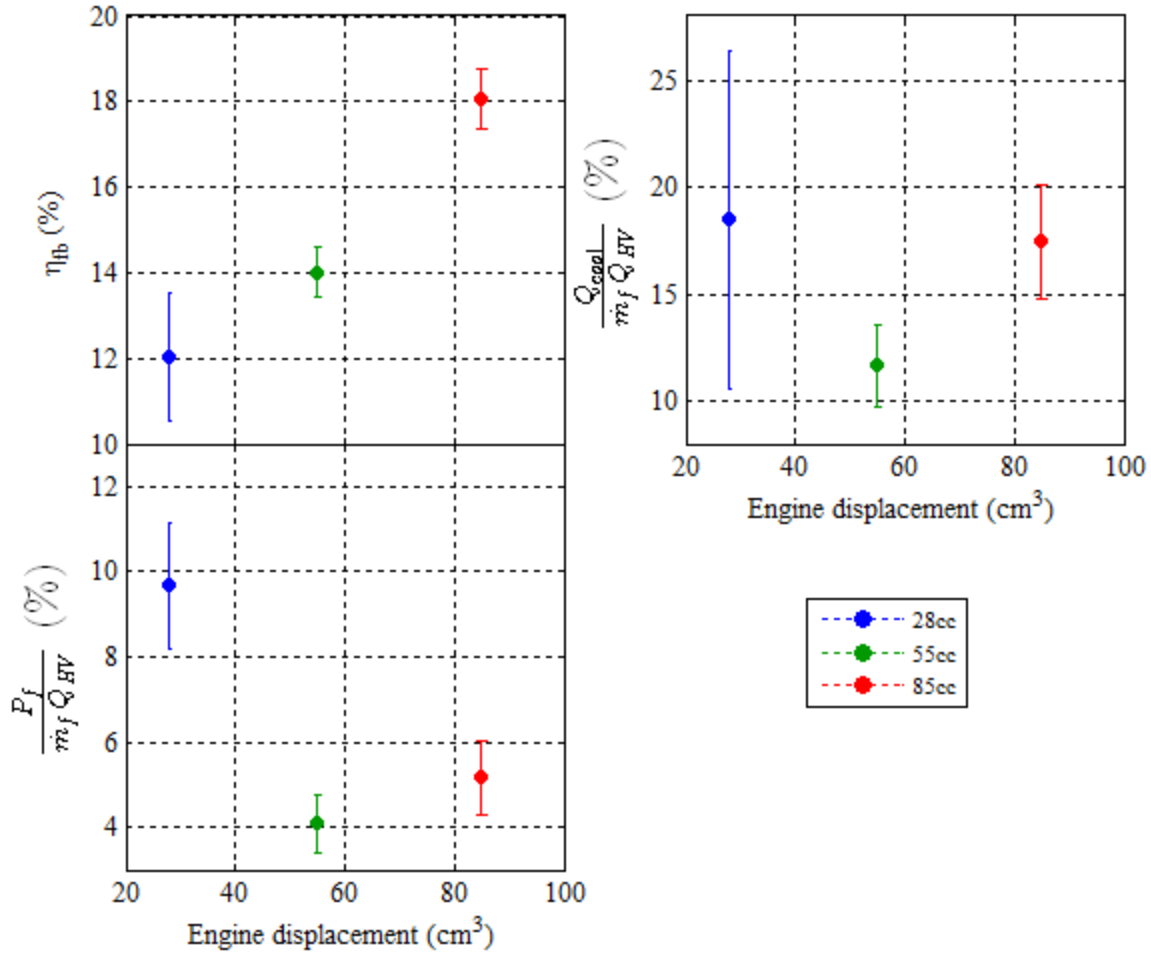 20
18
16
14
12
10
η_fb (%)
12
10
8
6
4
P_f / ṁ_f Q_HV (%)
20 40 60 80 100
Engine displacement (cm³)
25
20
15
10
Q_cool / ṁ_f Q_HV (%)
20 40 60 80 100
Engine displacement (cm³)
28cc
55cc
85cc